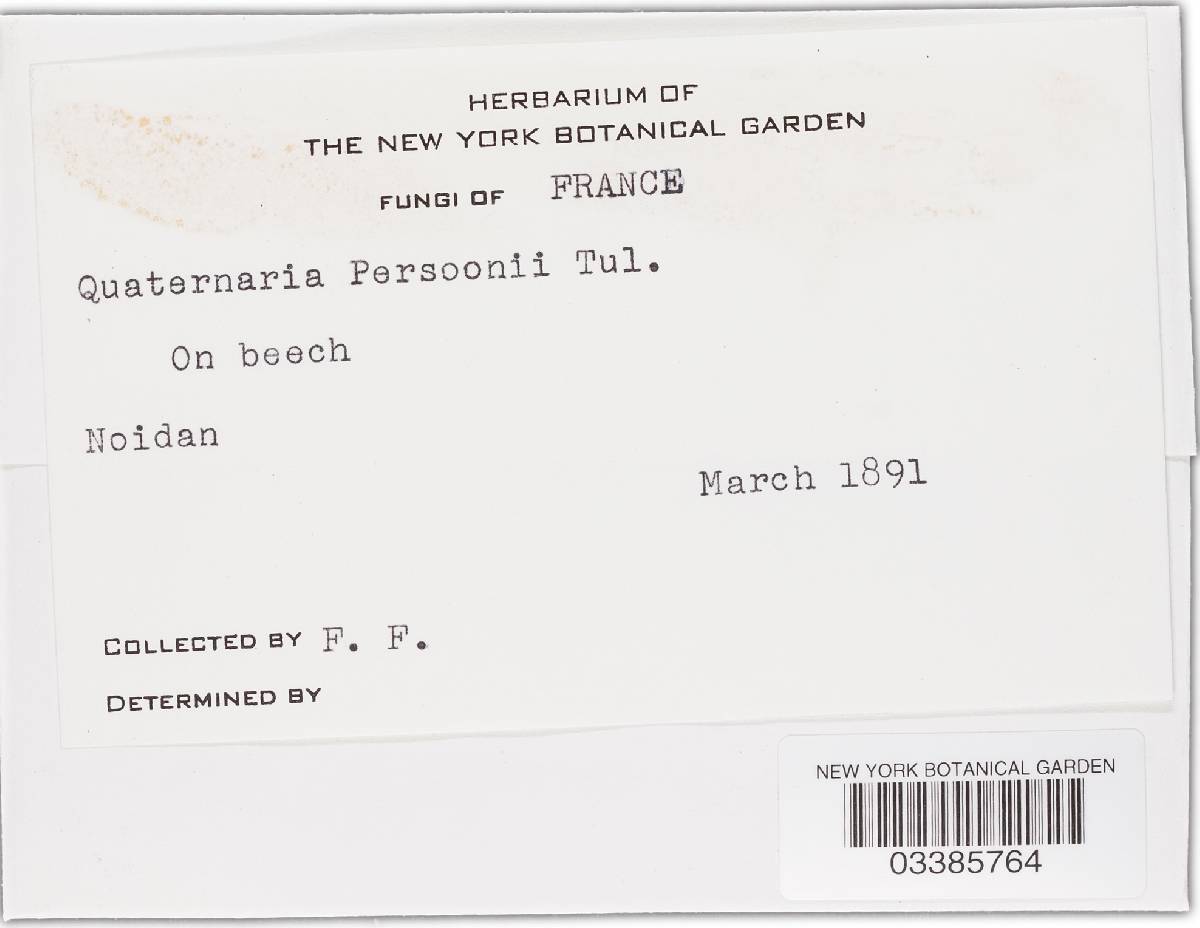 HERBARIUM OF
THE NEW YORK BOTANICAL GARDEN
FUNGI OF FRANCE
Quaternaria Persoonii Tul.
On beech
Noidan
March 1891
COLLECTED BY F. F.
DETERMINED BY
NEW YORK BOTANICAL GARDEN
03385764